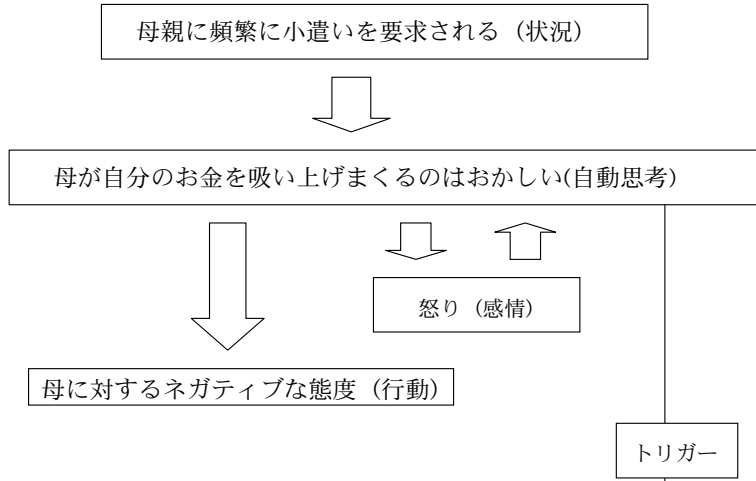 母親に頻繁に小遣いを要求される（状況）
母が自分のお金を吸い上げまくるのはおかしい(自動思考）
怒り（感情）
母に対するネガティブな態度（行動）
トリガー